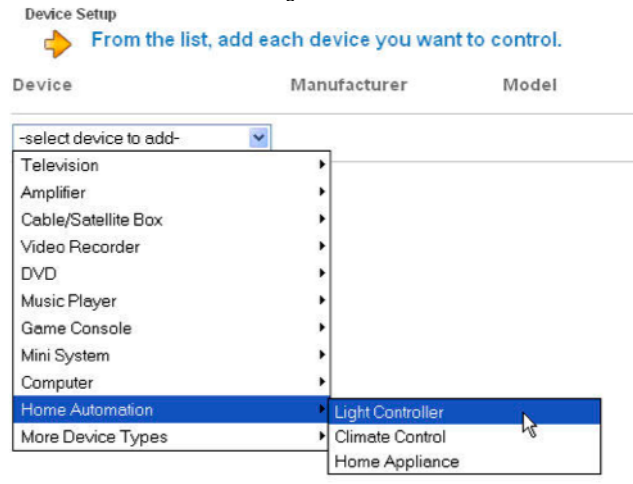 Device Setup
From the list, add each device you want to control.
Device Manufacturer Model
-select device to add-
Television
Amplifier
Cable/Satellite Box
Video Recorder
DVD
Music Player
Game Console
Mini System
Computer
Home Automation Light Controller
More Device Types Climate Control
Home Appliance